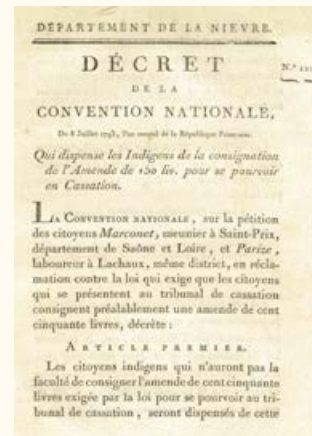 DÉPARTEMENT DE LA NIEVRE.
DÉCRET
N.º
DE LA
CONVENTION NATIONALE,
Du 8 Juillet 1793, l'an second de la République Françoise.
Qui dispense les Indigens de la consignation
de l'Amende de 150 liv. pour se pourvoir
en Cassation.
LA CONVENTION NATIONALE, sur la pétition
des citoyens Marconet, meunier à Saint-Prix,
département de Saône et Loire, et Parize,
laboureur à Lachaux, même district, en récla-
mation contre la loi qui exige que les citoyens
qui se présentent au tribunal de cassation
consignent préalablement une amende de cent
cinquante livres, décrète :
ARTICLE PREMIER.
Les citoyens indigens qui n'auront pas la
faculté de consigner l'amende de cent cinquante
livres exigée par la loi pour se pourvoir au tri-
bunal de cassation, seront dispensés de cette